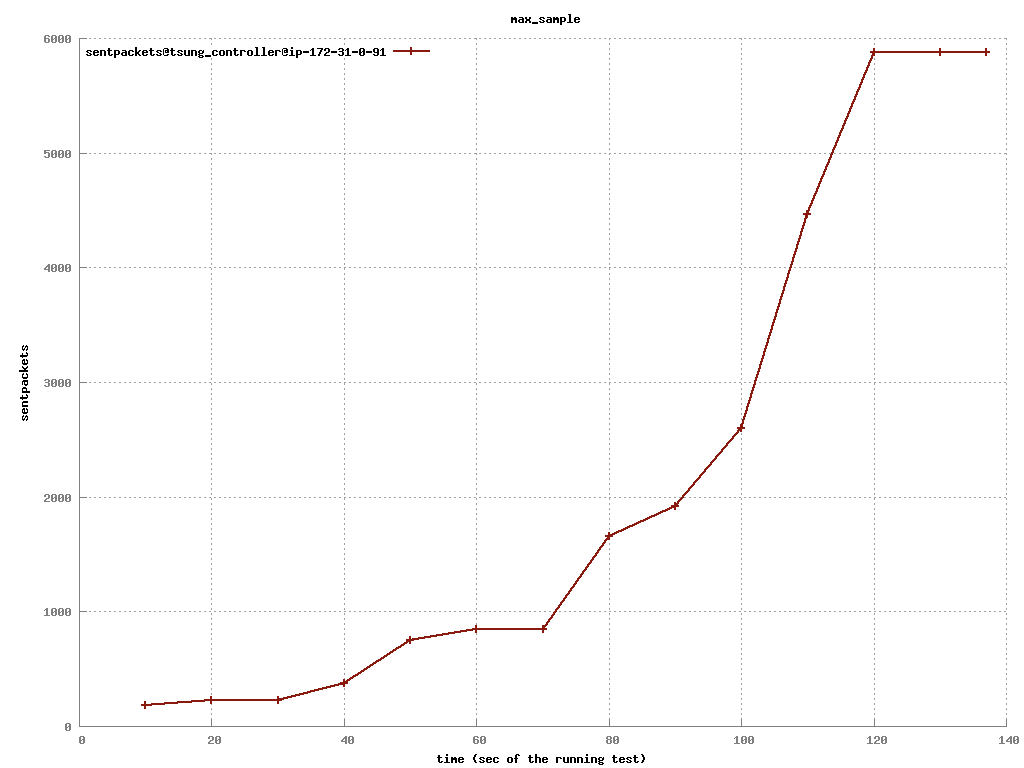 max_sample
sentpackets@tsung_controller@ip-172-31-0-91
6000
5000
4000
3000
2000
1000
0
sentpackets
0 20 40 60 80 100 120 140
time (sec of the running test)